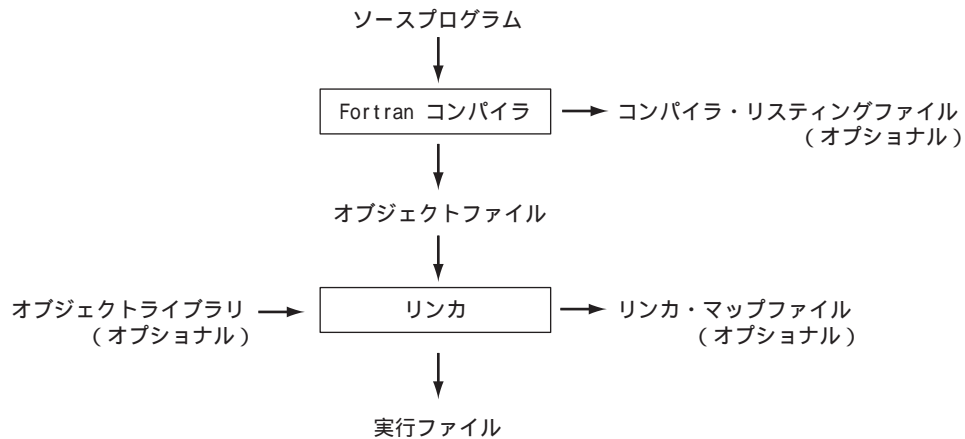 ソースプログラム
Fortran コンパイラ
コンパイラ・リスティングファイル
(オプショナル)
オブジェクトファイル
オブジェクトライブラリ
(オプショナル)
リンカ
リンカ・マップファイル
(オプショナル)
実行ファイル